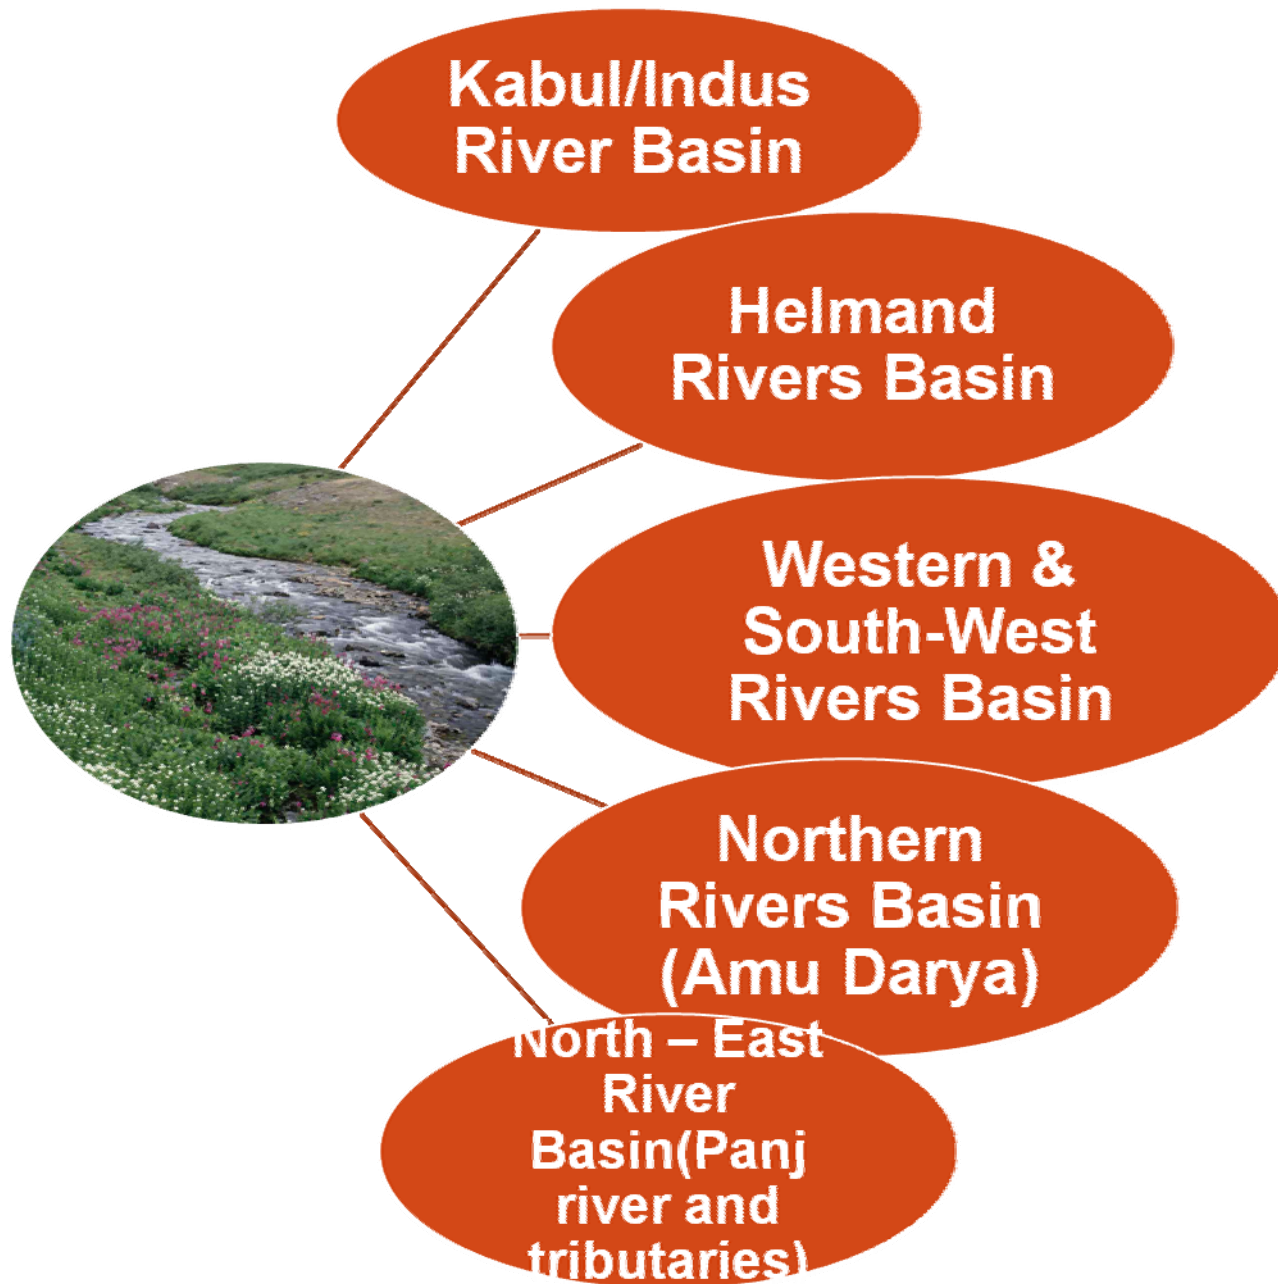 Kabul/Indus
River Basin
Helmand
Rivers Basin
Western &
South-West
Rivers Basin
Northern
Rivers Basin
(Amu Darya)
North – East
River
Basin(Panj
river and
tributaries)